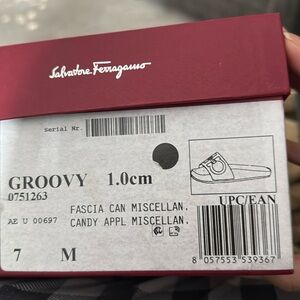 Salvatore Ferragamo
Serial Nr.
GROOVY 1.0cm
0751263
UPC/EAN
AE U 00697
FASCIA CAN MISCELLAN.
CANDY APPL MISCELLAN.
7 M
8 057553 539367